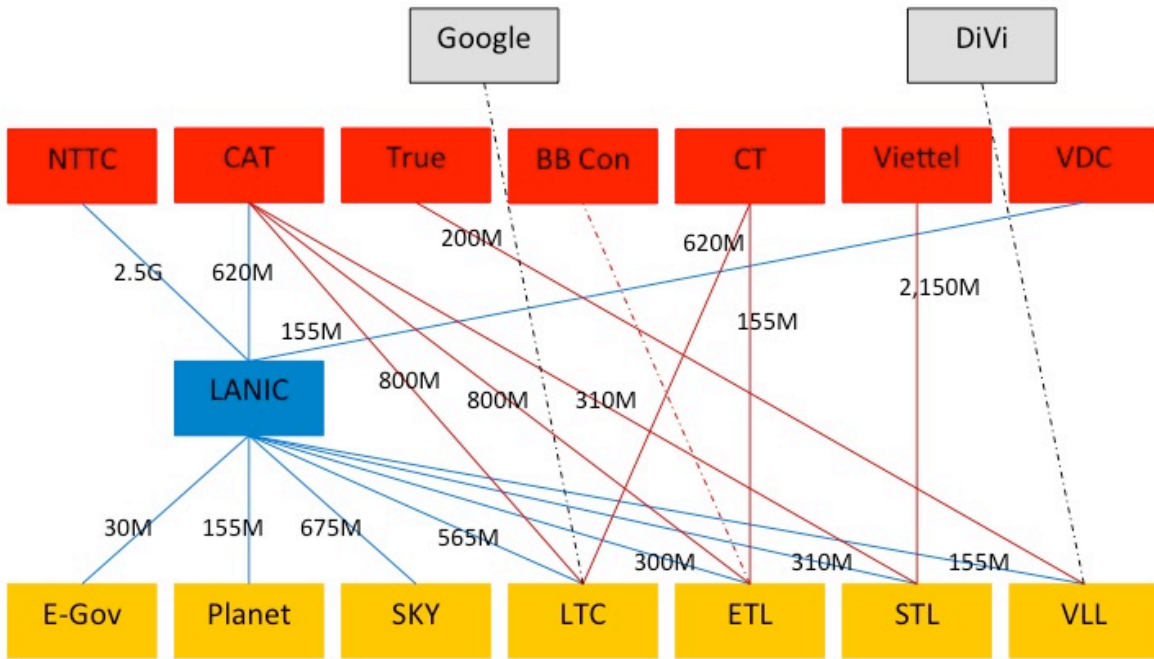 Google
DiVi
NTTC
CAT
True
BB Con
CT
Viettel
VDC
200M
620M
2.5G
620M
2,150M
155M
155M
LANIC
800M
800M
310M
30M
155M
675M
565M
300M
310M
155M
E-Gov
Planet
SKY
LTC
ETL
STL
VLL